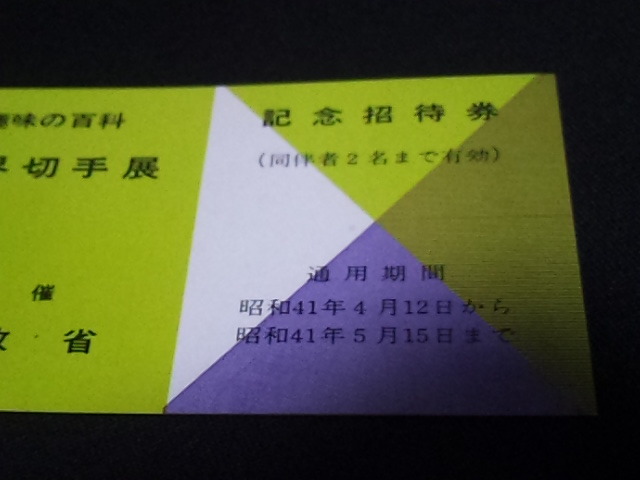 趣味の百科
界切手展
催
政省
記念招待券
(同伴者2名まで有効)
通用期間
昭和41年4月12日から
昭和41年5月15日まで